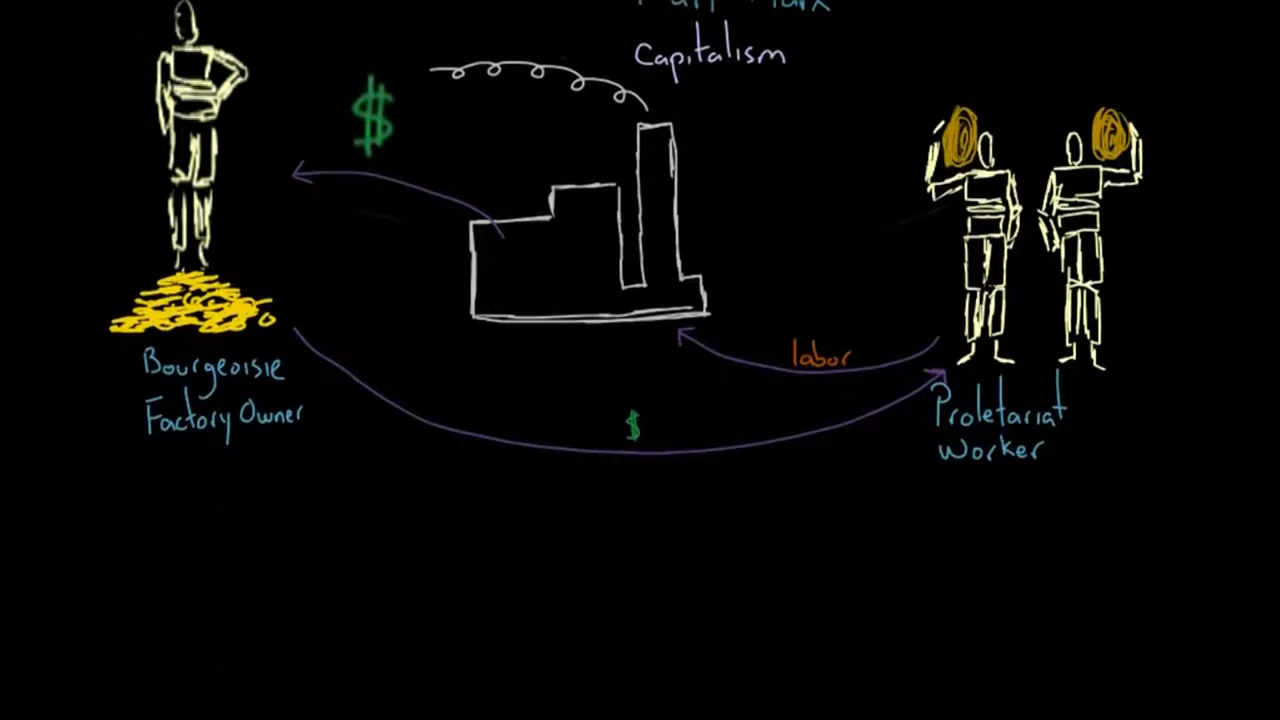 Capitalism
$
labor
Bourgeoisie
Factory Owner
$
Proletariat
Worker